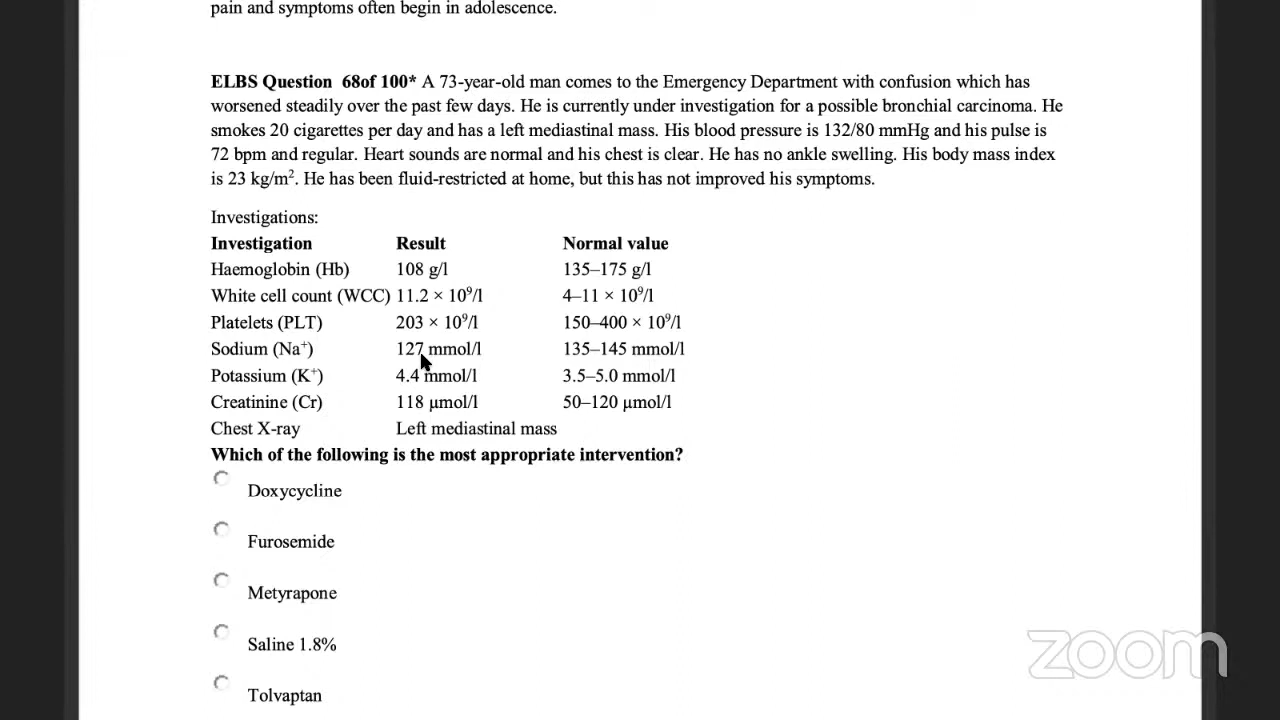 pain and symptoms often begin in adolescence.
ELBS Question  68of 100* A 73-year-old man comes to the Emergency Department with confusion which has
worsened steadily over the past few days. He is currently under investigation for a possible bronchial carcinoma. He
smokes 20 cigarettes per day and has a left mediastinal mass. His blood pressure is 132/80 mmHg and his pulse is
72 bpm and regular. Heart sounds are normal and his chest is clear. He has no ankle swelling. His body mass index
is 23 kg/m². He has been fluid-restricted at home, but this has not improved his symptoms.
Investigations:
Investigation Result Normal value
Haemoglobin (Hb) 108 g/l 135–175 g/l
White cell count (WCC) 11.2 × 10⁹/l 4–11 × 10⁹/l
Platelets (PLT) 203 × 10⁹/l 150–400 × 10⁹/l
Sodium (Na⁺) 127 mmol/l 135–145 mmol/l
Potassium (K⁺) 4.4 mmol/l 3.5–5.0 mmol/l
Creatinine (Cr) 118 µmol/l 50–120 µmol/l
Chest X-ray Left mediastinal mass
Which of the following is the most appropriate intervention?
Doxycycline
Furosemide
Metyrapone
Saline 1.8%
Tolvaptan
zoom